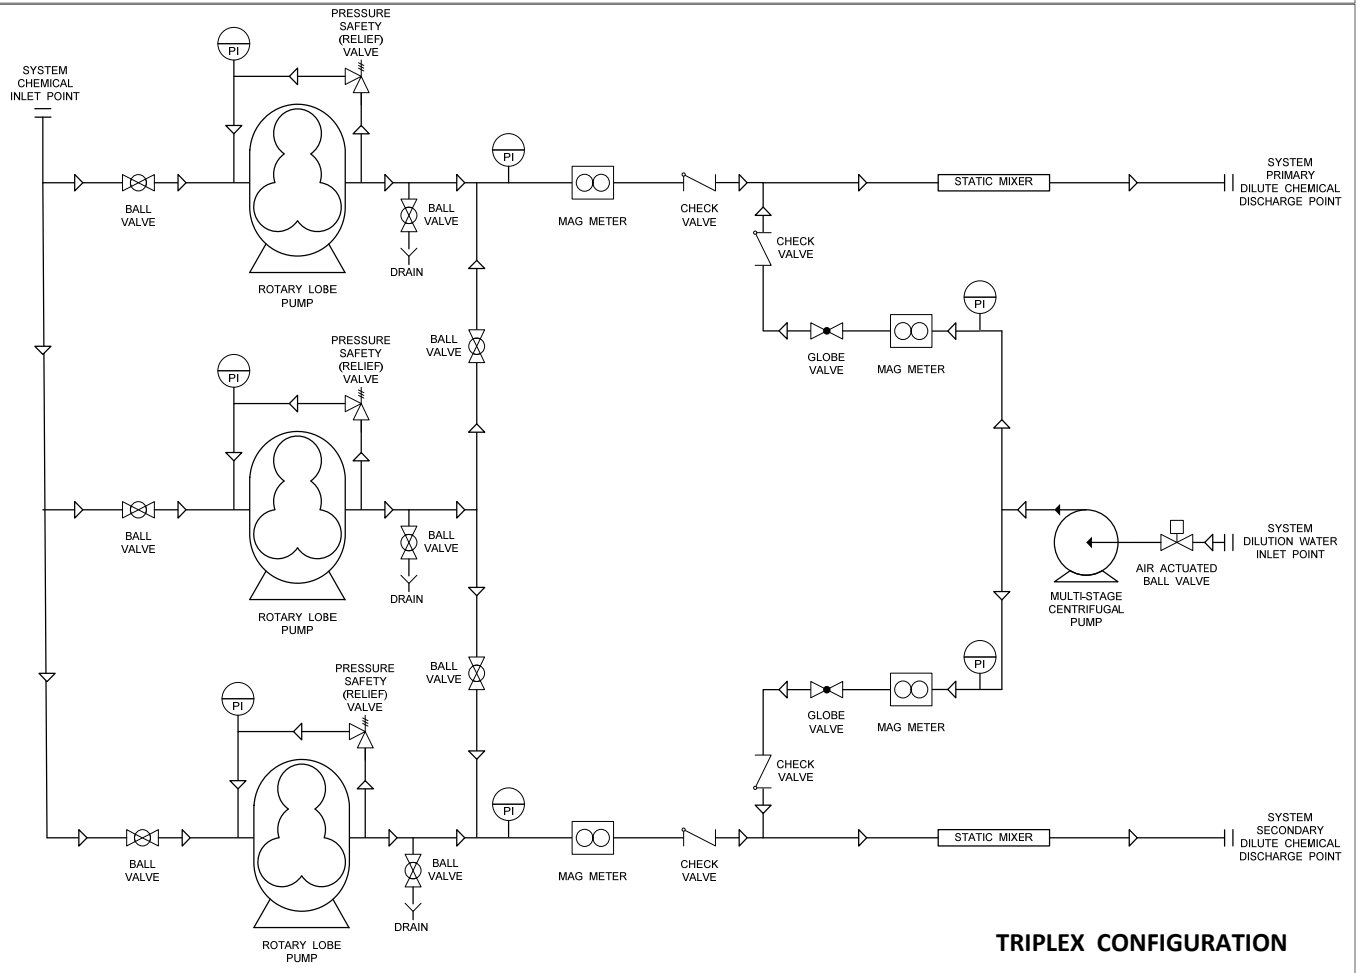 PRESSURE
SAFETY
(RELIEF)
VALVE
PI
SYSTEM
CHEMICAL
INLET POINT
BALL
VALVE
ROTARY LOBE
PUMP
BALL
VALVE
DRAIN
PI
MAG METER
CHECK
VALVE
STATIC MIXER
SYSTEM
PRIMARY
DILUTE CHEMICAL
DISCHARGE POINT
CHECK
VALVE
PI
GLOBE
VALVE
MAG METER
BALL
VALVE
PRESSURE
SAFETY
(RELIEF)
VALVE
PI
BALL
VALVE
ROTARY LOBE
PUMP
BALL
VALVE
DRAIN
SYSTEM
DILUTION WATER
INLET POINT
AIR ACTUATED
BALL VALVE
MULTI-STAGE
CENTRIFUGAL
PUMP
BALL
VALVE
PI
GLOBE
VALVE
MAG METER
CHECK
VALVE
PRESSURE
SAFETY
(RELIEF)
VALVE
PI
BALL
VALVE
ROTARY LOBE
PUMP
BALL
VALVE
DRAIN
PI
MAG METER
CHECK
VALVE
STATIC MIXER
SYSTEM
SECONDARY
DILUTE CHEMICAL
DISCHARGE POINT
TRIPLEX CONFIGURATION